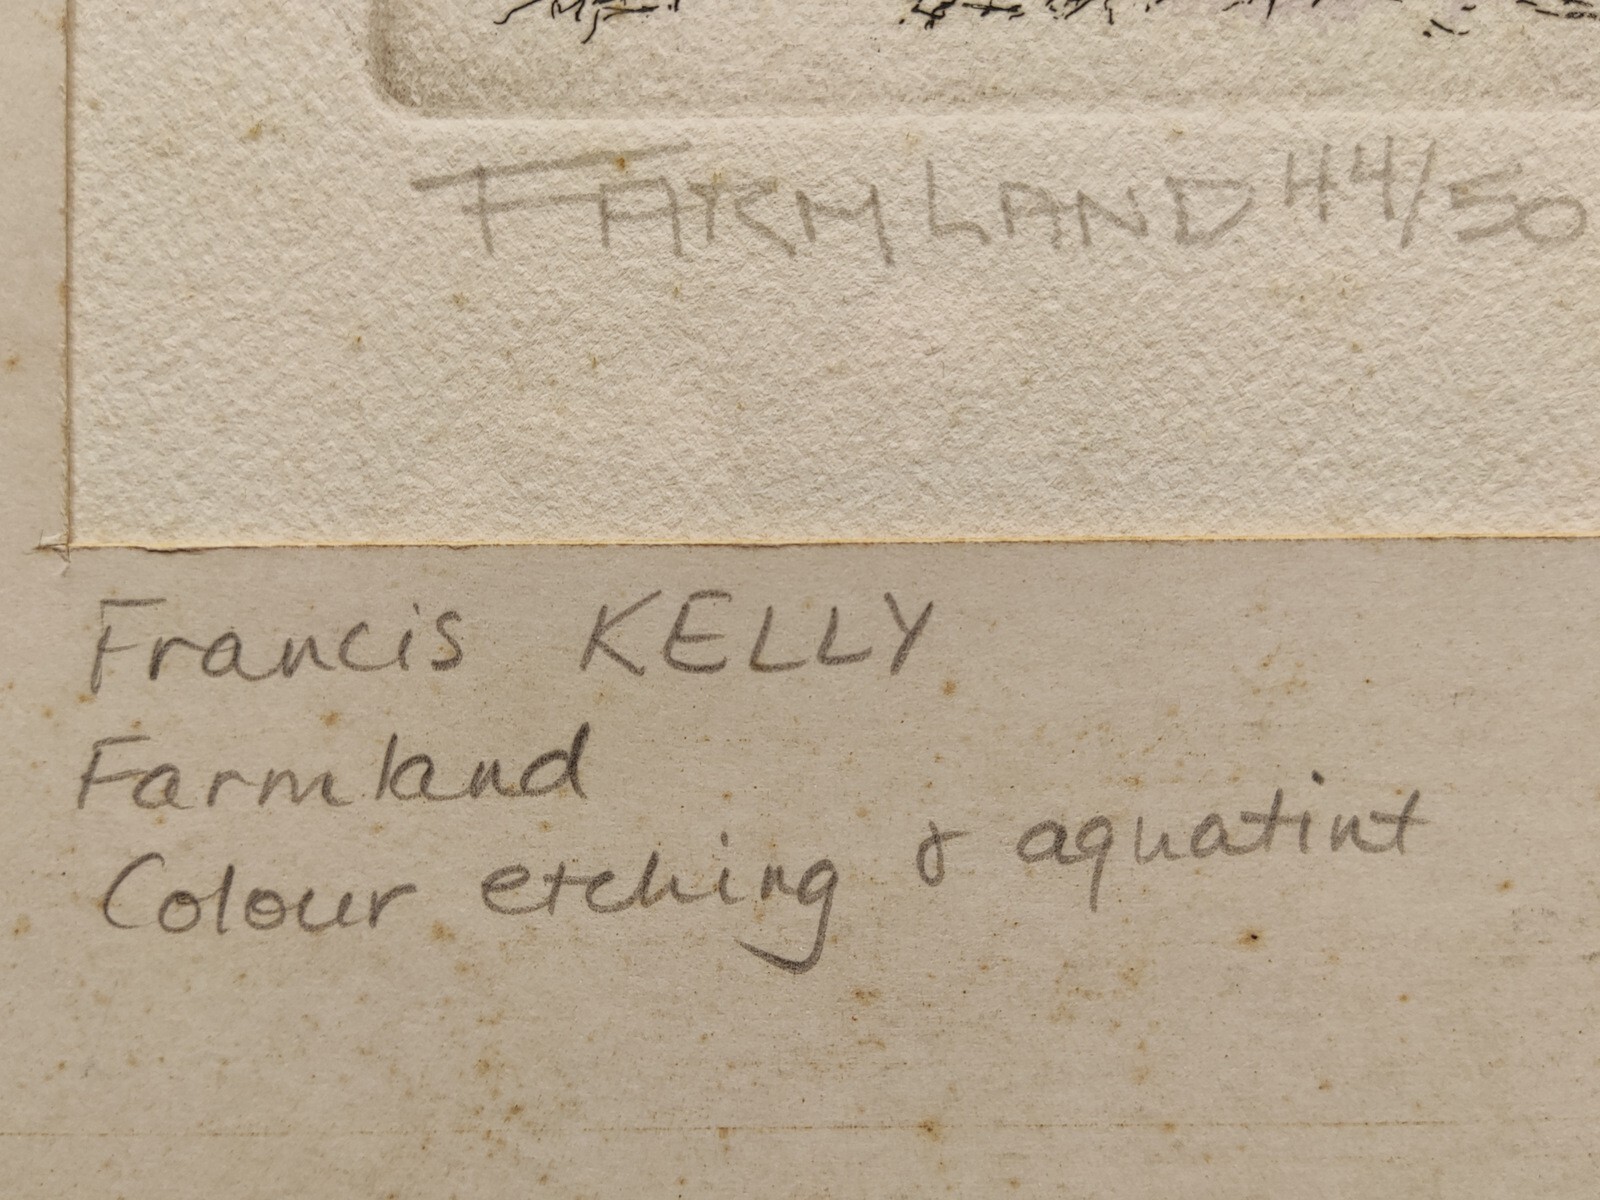 FARMLAND 44/50
Francis KELLY
Farmland
Colour etching & aquatint